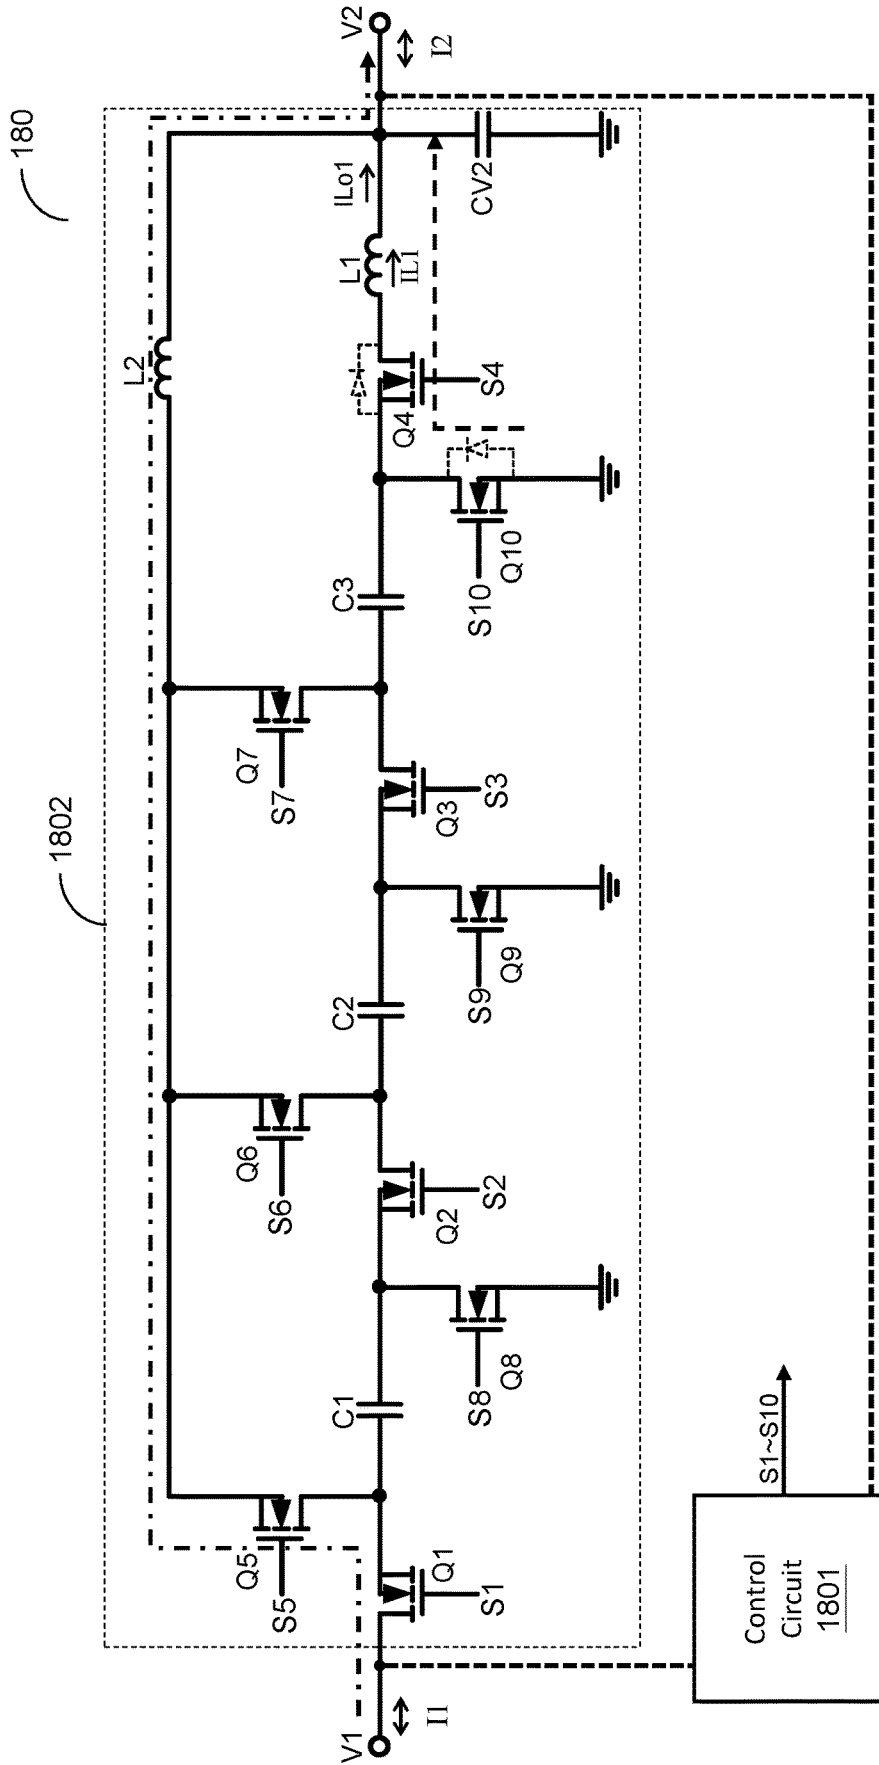 180
1802
L2
V2
I2
ILo1
L1
IL1
CV2
Q4
S4
C3
S10
Q10
Q7
S7
Q3
S3
C2
S9
Q9
Q6
S6
Q2
S2
C1
S8
Q8
Q5
S5
Q1
S1
V1
I1
S1~S10
Control
Circuit
1801